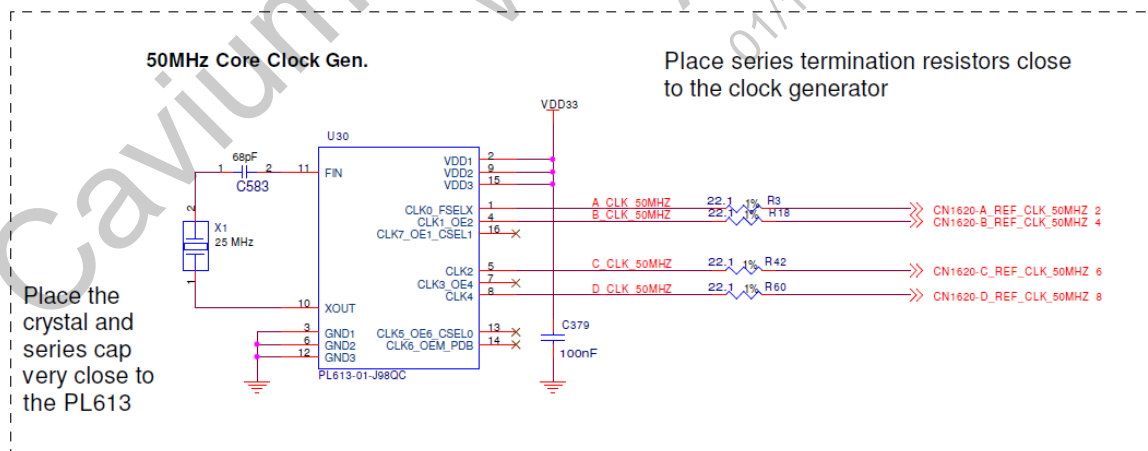 Cavium
01/1
50MHz Core Clock Gen.
Place series termination resistors close
to the clock generator
VDD33
U30
68pF
1 2 11 FIN
C583
VDD1 2
VDD2 9
VDD3 15
2
X1
25 MHz
1
CLK0_FSELX 1 A_CLK_50MHZ 22.1 1% R3 CN1620-A_REF_CLK_50MHZ 2
CLK1_OE2 4 B_CLK_50MHZ 22.1 1% R18 CN1620-B_REF_CLK_50MHZ 4
CLK7_OE1_CSEL1 16
CLK2 5 C_CLK_50MHZ 22.1 1% R42 CN1620-C_REF_CLK_50MHZ 6
CLK3_OE4 7
CLK4 8 D_CLK_50MHZ 22.1 1% R60 CN1620-D_REF_CLK_50MHZ 8
10 XOUT
3 GND1
6 GND2
12 GND3
CLK5_OE6_CSEL0 13
CLK6_OEM_PDB 14
C379
100nF
PL613-01-J98QC
Place the
crystal and
series cap
very close to
the PL613